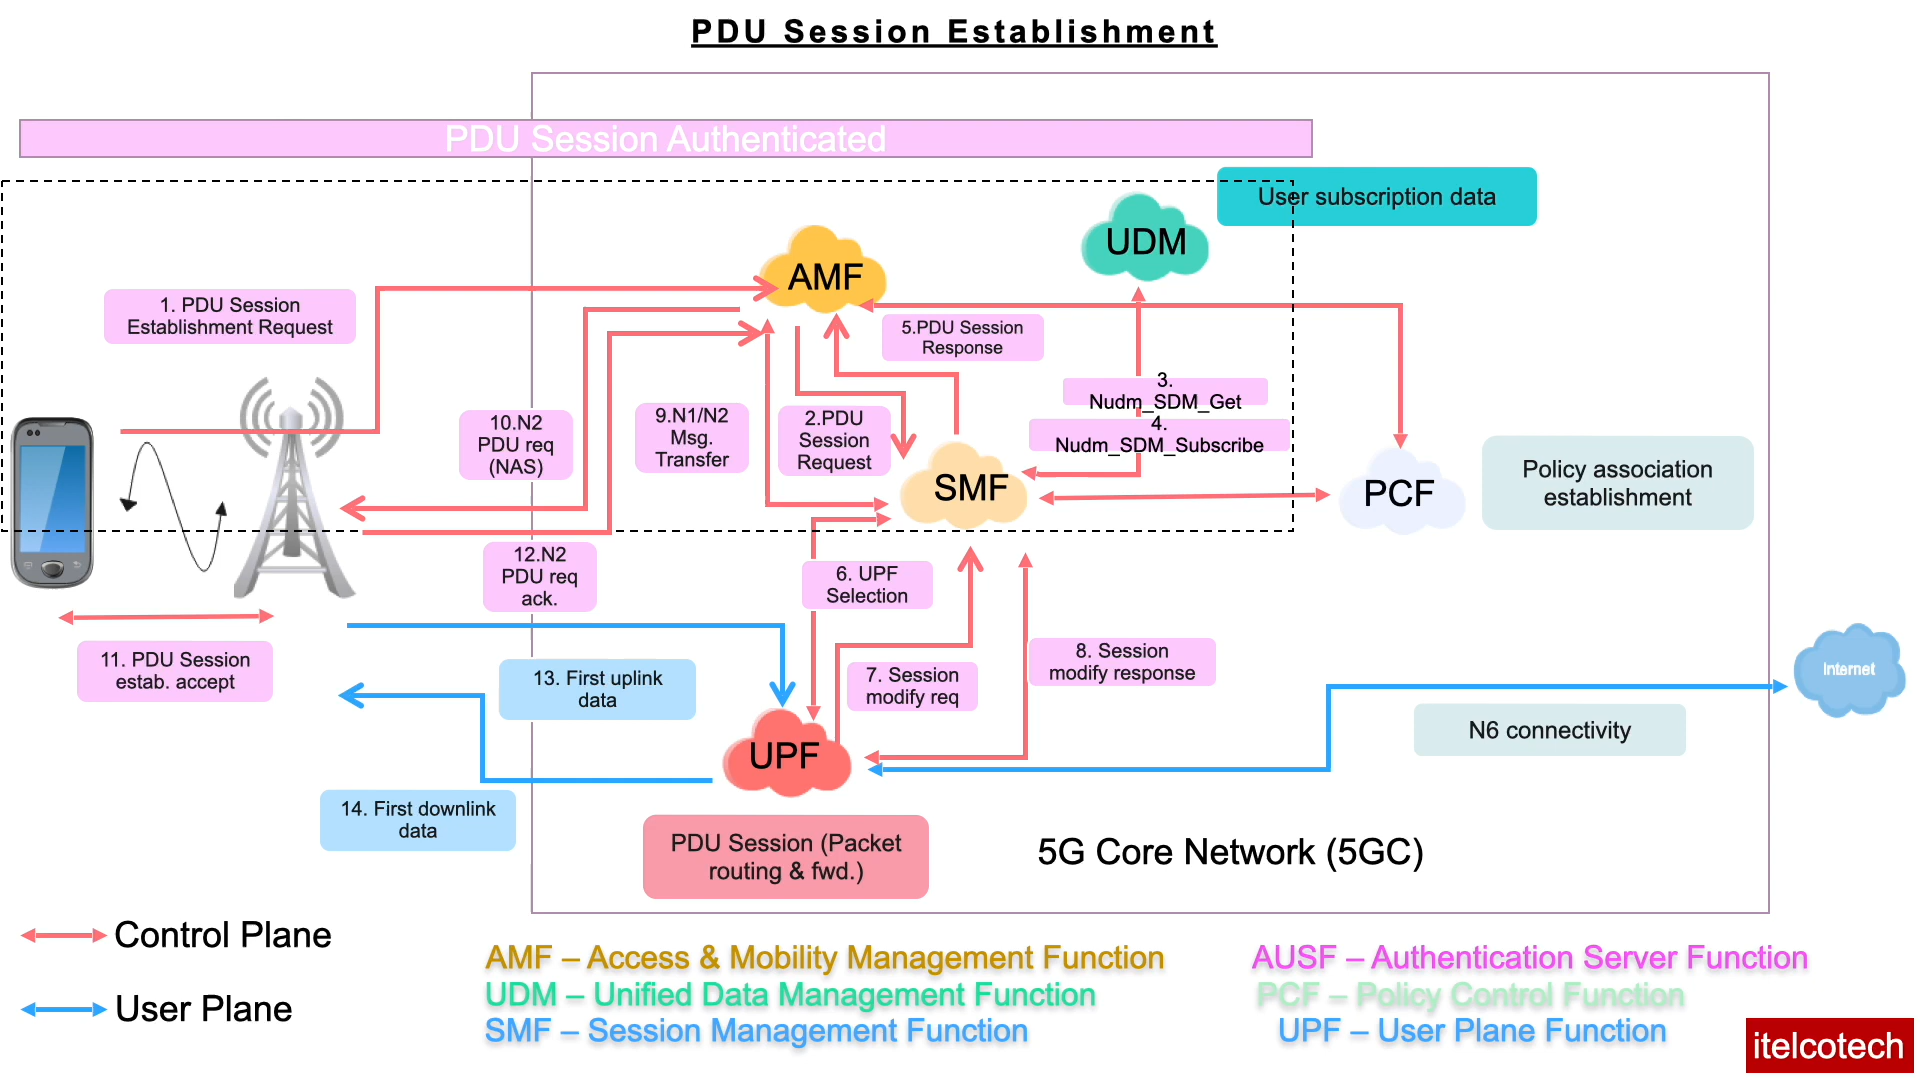 PDU Session Establishment
PDU Session Authenticated
User subscription data
UDM
AMF
1. PDU Session
Establishment Request
5.PDU Session
Response
3.
Nudm_SDM_Get
4.
Nudm_SDM_Subscribe
10.N2
PDU req
(NAS)
9.N1/N2
Msg.
Transfer
2.PDU
Session
Request
SMF
PCF
Policy association
establishment
12.N2
PDU req
ack.
6. UPF
Selection
11. PDU Session
estab. accept
13. First uplink
data
7. Session
modify req
8. Session
modify response
Internet
N6 connectivity
UPF
14. First downlink
data
PDU Session (Packet
routing & fwd.)
5G Core Network (5GC)
Control Plane
User Plane
AMF – Access & Mobility Management Function
UDM – Unified Data Management Function
SMF – Session Management Function
AUSF – Authentication Server Function
PCF – Policy Control Function
UPF – User Plane Function
itelcotech